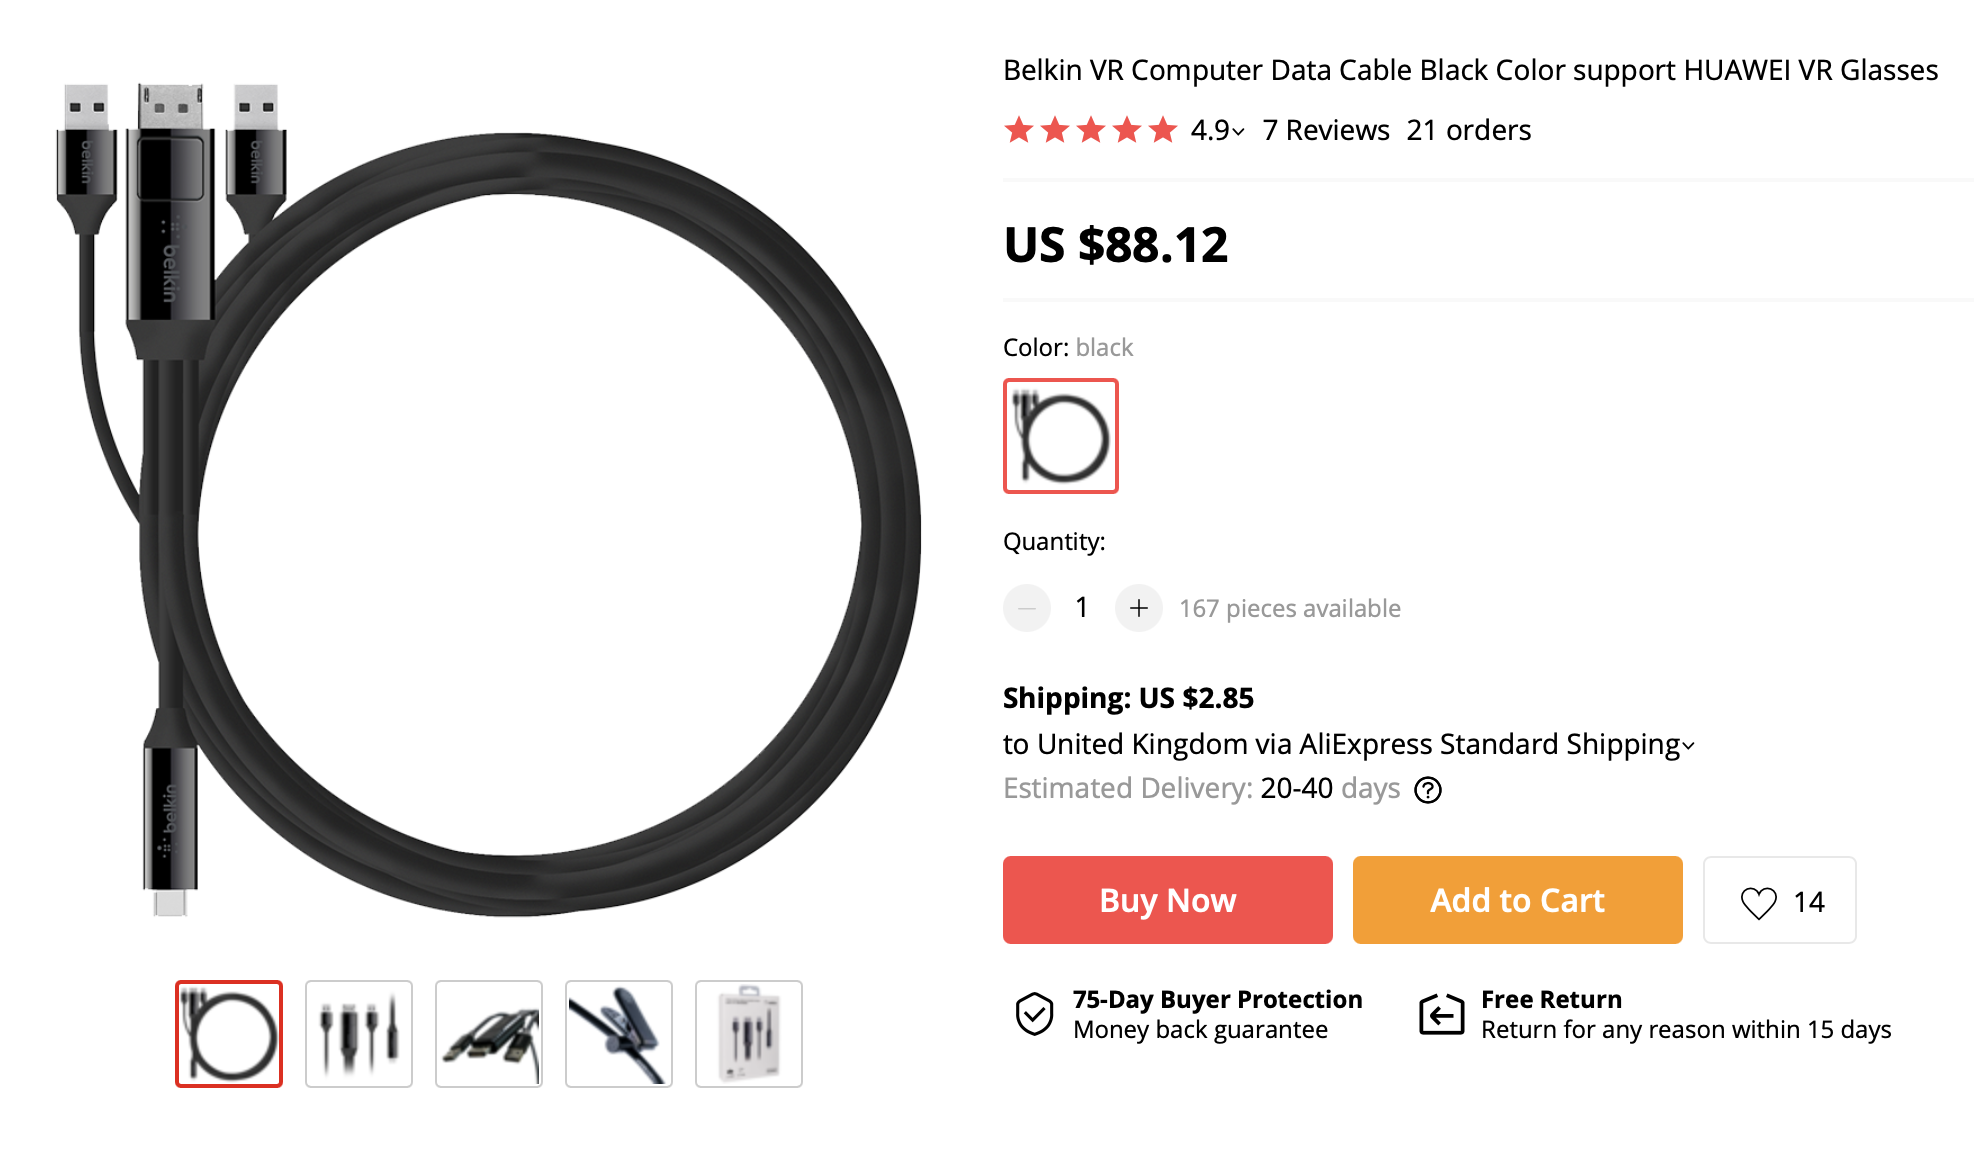 belkin
belkin
belkin
belkin
Belkin VR Computer Data Cable Black Color support HUAWEI VR Glasses
4.9 7 Reviews 21 orders
US $88.12
Color: black
Quantity:
1 + 167 pieces available
Shipping: US $2.85
to United Kingdom via AliExpress Standard Shipping
Estimated Delivery: 20-40 days ?
Buy Now
Add to Cart
14
75-Day Buyer Protection
Money back guarantee
Free Return
Return for any reason within 15 days